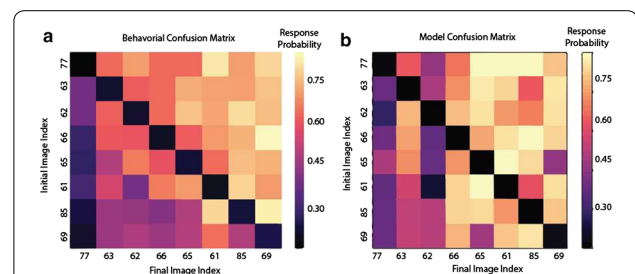 a
Behavorial Confusion Matrix
Response
Probability
b
Model Confusion Matrix
Response
Probability
Initial Image Index
77
63
62
66
65
61
85
69
77 63 62 66 65 61 85 69
Final Image Index
0.75
0.60
0.45
0.30
Initial Image Index
77
63
62
66
65
61
85
69
77 63 62 66 65 61 85 69
Final Image Index
0.75
0.60
0.45
0.30